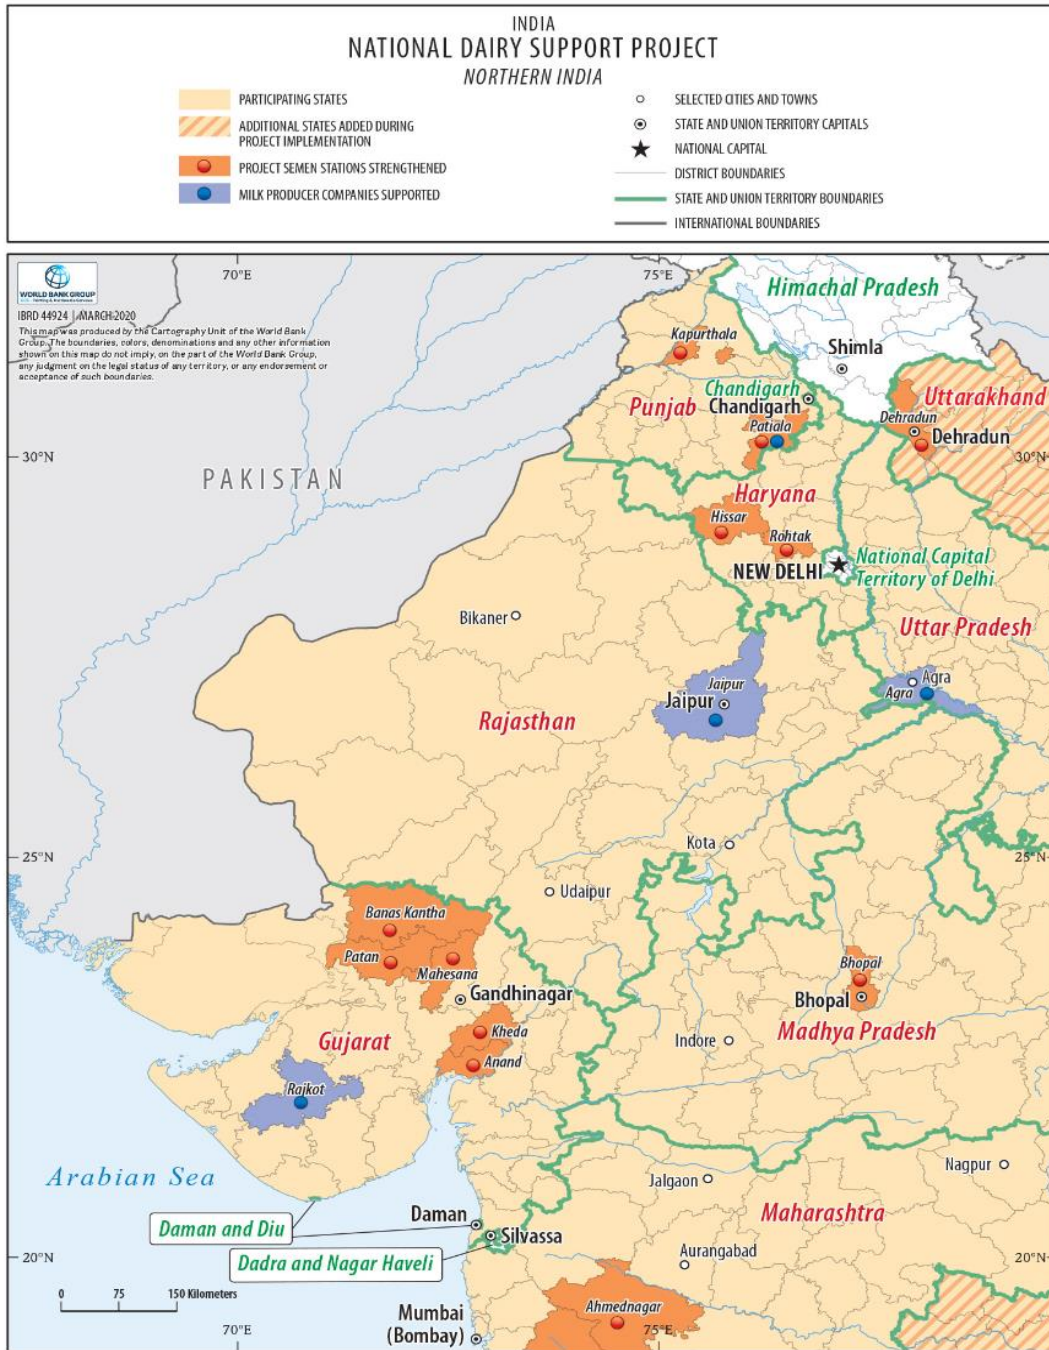 INDIA
NATIONAL DAIRY SUPPORT PROJECT
NORTHERN INDIA
PARTICIPATING STATES
ADDITIONAL STATES ADDED DURING
PROJECT IMPLEMENTATION
PROJECT SEMEN STATIONS STRENGTHENED
MILK PRODUCER COMPANIES SUPPORTED
SELECTED CITIES AND TOWNS
STATE AND UNION TERRITORY CAPITALS
NATIONAL CAPITAL
DISTRICT BOUNDARIES
STATE AND UNION TERRITORY BOUNDARIES
INTERNATIONAL BOUNDARIES
70°E
75°E
WORLD BANK GROUP
IBRD 44924 | MARCH 2020
This map was produced by the Cartography Unit of the World Bank
Group. The boundaries, colors, denominations and any other information
shown on this map do not imply, on the part of the World Bank Group,
any judgment on the legal status of any territory, or any endorsement or
acceptance of such boundaries.
Himachal Pradesh
Kapurthala
Shimla
Chandigarh
Chandigarh
Punjab
Uttarakhand
Dehradun
Dehradun
Patiala
30°N
30°N
PAKISTAN
Haryana
Hissar
Rohtak
NEW DELHI
National Capital
Territory of Delhi
Bikaner
Uttar Pradesh
Jaipur
Jaipur
Agra
Agra
Rajasthan
Kota
25°N
25°N
Udaipur
Banas Kantha
Patan
Mahesana
Gandhinagar
Bhopal
Bhopal
Madhya Pradesh
Kheda
Gujarat
Indore
Anand
Rajkot
Arabian Sea
Nagpur
Jalgaon
Daman and Diu
Daman
Maharashtra
Silvassa
Dadra and Nagar Haveli
Aurangabad
20°N
20°N
0 75 150 Kilometers
Ahmednagar
Mumbai
(Bombay)
70°E
75°E